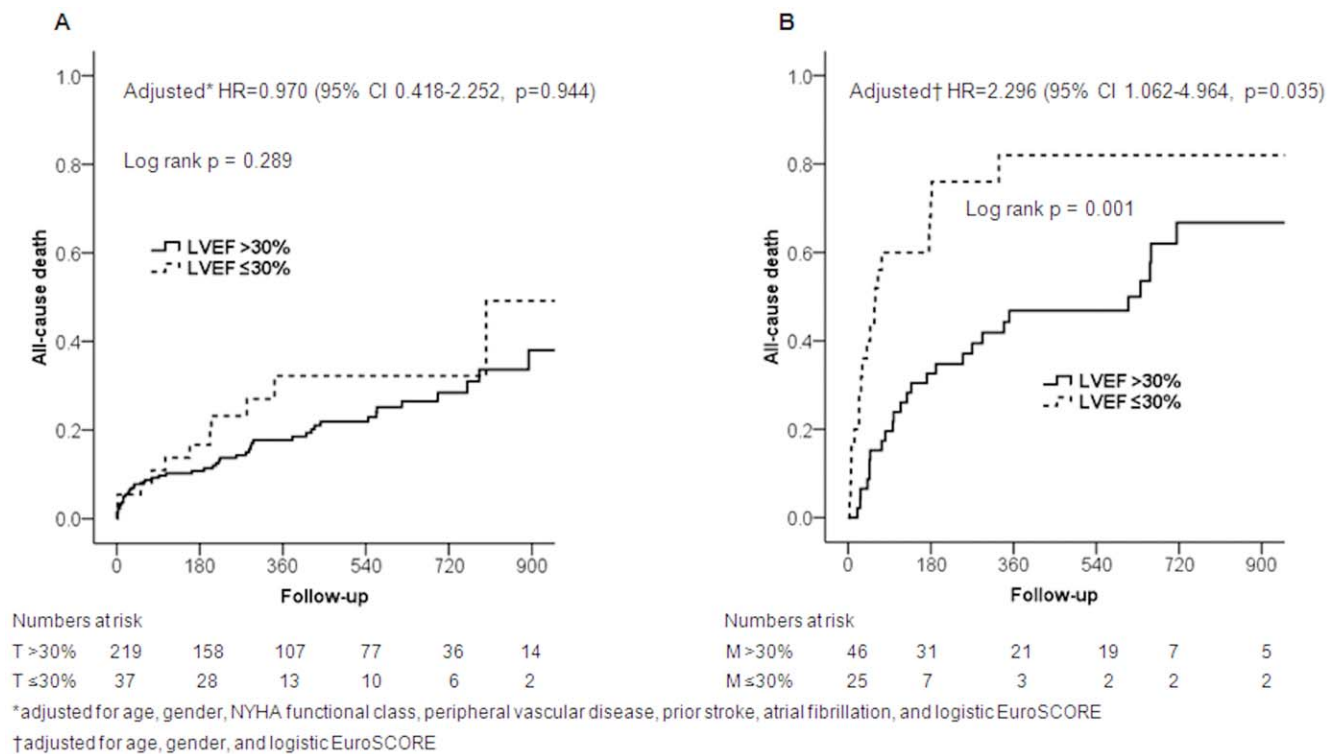 A
1.0
0.8
0.6
0.4
0.2
0.0
All-cause death
Adjusted* HR=0.970 (95% CI 0.418-2.252, p=0.944)
Log rank p = 0.289
LVEF >30%
LVEF ≤30%
0 180 360 540 720 900
Follow-up
Numbers at risk
T >30% 219 158 107 77 36 14
T ≤30% 37 28 13 10 6 2
B
1.0
0.8
0.6
0.4
0.2
0.0
All-cause death
Adjusted† HR=2.296 (95% CI 1.062-4.964, p=0.035)
Log rank p = 0.001
LVEF >30%
LVEF ≤30%
0 180 360 540 720 900
Follow-up
Numbers at risk
M >30% 46 31 21 19 7 5
M ≤30% 25 7 3 2 2 2
*adjusted for age, gender, NYHA functional class, peripheral vascular disease, prior stroke, atrial fibrillation, and logistic EuroSCORE
†adjusted for age, gender, and logistic EuroSCORE